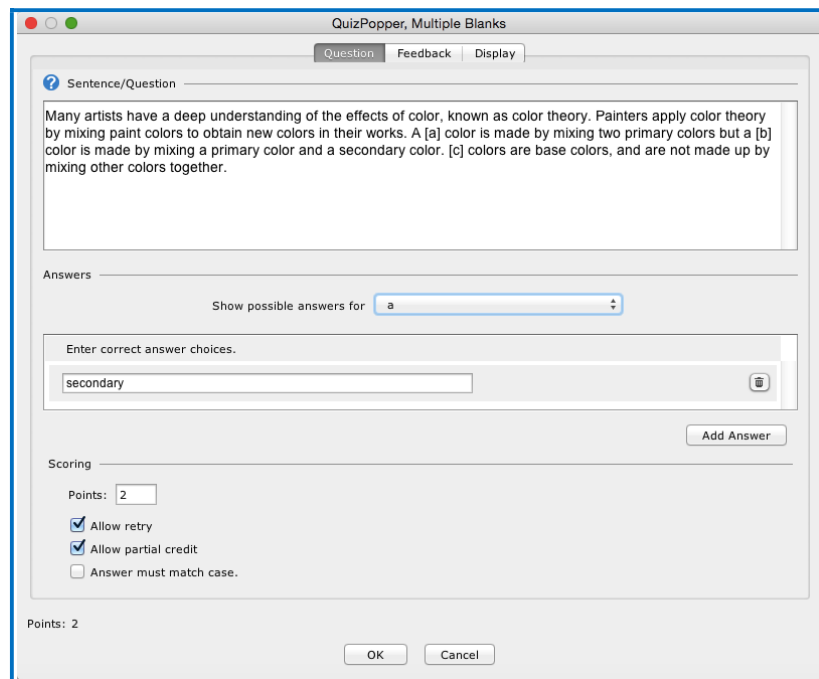 QuizPopper, Multiple Blanks
Question Feedback Display
? Sentence/Question
Many artists have a deep understanding of the effects of color, known as color theory. Painters apply color theory
by mixing paint colors to obtain new colors in their works. A [a] color is made by mixing two primary colors but a [b]
color is made by mixing a primary color and a secondary color. [c] colors are base colors, and are not made up by
mixing other colors together.
Answers
Show possible answers for a
Enter correct answer choices.
secondary
Add Answer
Scoring
Points: 2
Allow retry
Allow partial credit
Answer must match case.
Points: 2
OK Cancel